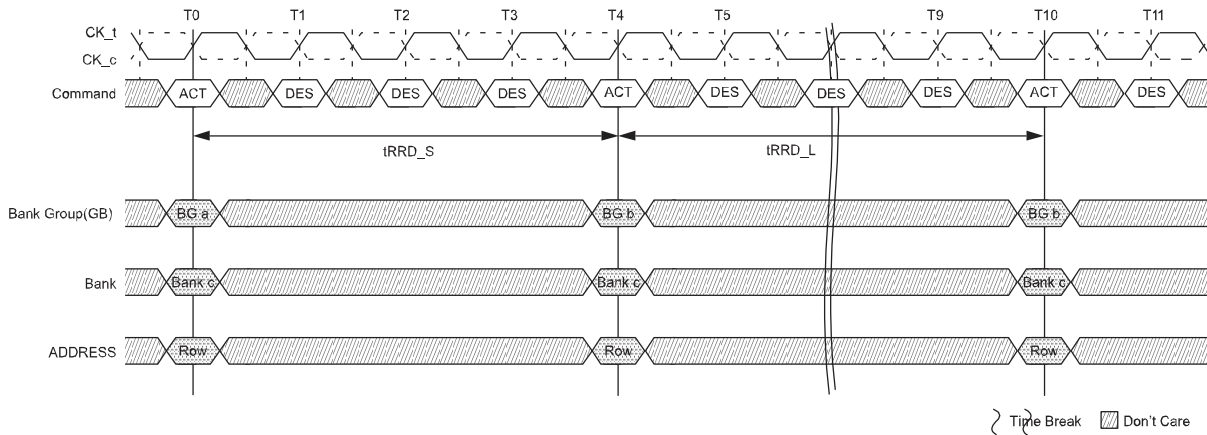 T0 T1 T2 T3 T4 T5 T9 T10 T11
CK_t
CK_c
Command ACT DES DES DES ACT DES DES DES ACT DES
tRRD_S tRRD_L
Bank Group(GB) BG a BG b BG b
Bank Bank c Bank c Bank c
ADDRESS Row Row Row
Time Break Don't Care